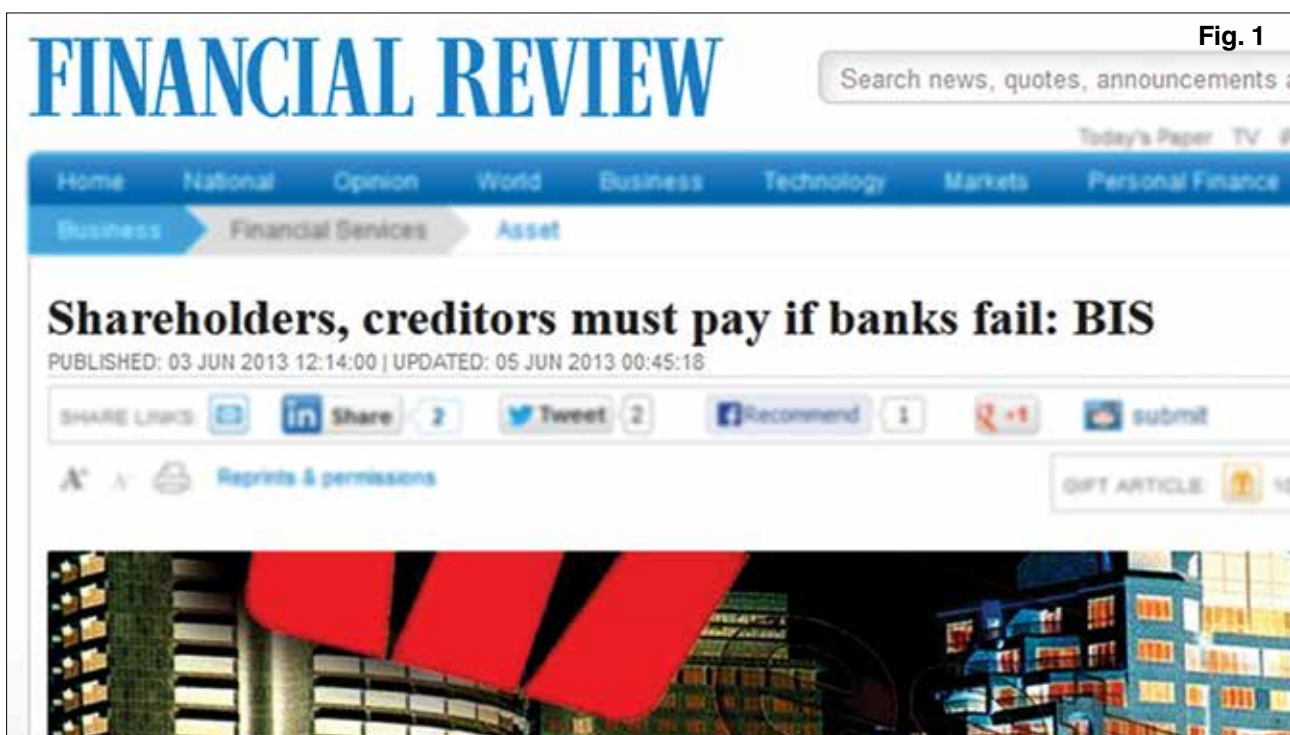 Fig. 1
FINANCIAL REVIEW
Search news, quotes, announcements a
Today's Paper TV
Home National Opinion World Business Technology Markets Personal Finance
Business Financial Services Asset
Shareholders, creditors must pay if banks fail: BIS
PUBLISHED: 03 JUN 2013 12:14:00 | UPDATED: 05 JUN 2013 00:45:18
SHARE LINKS: in Share 2 Tweet 2 f Recommend 1 +1 submit
A+ A- Reprints & permissions GIFT ARTICLE: 10